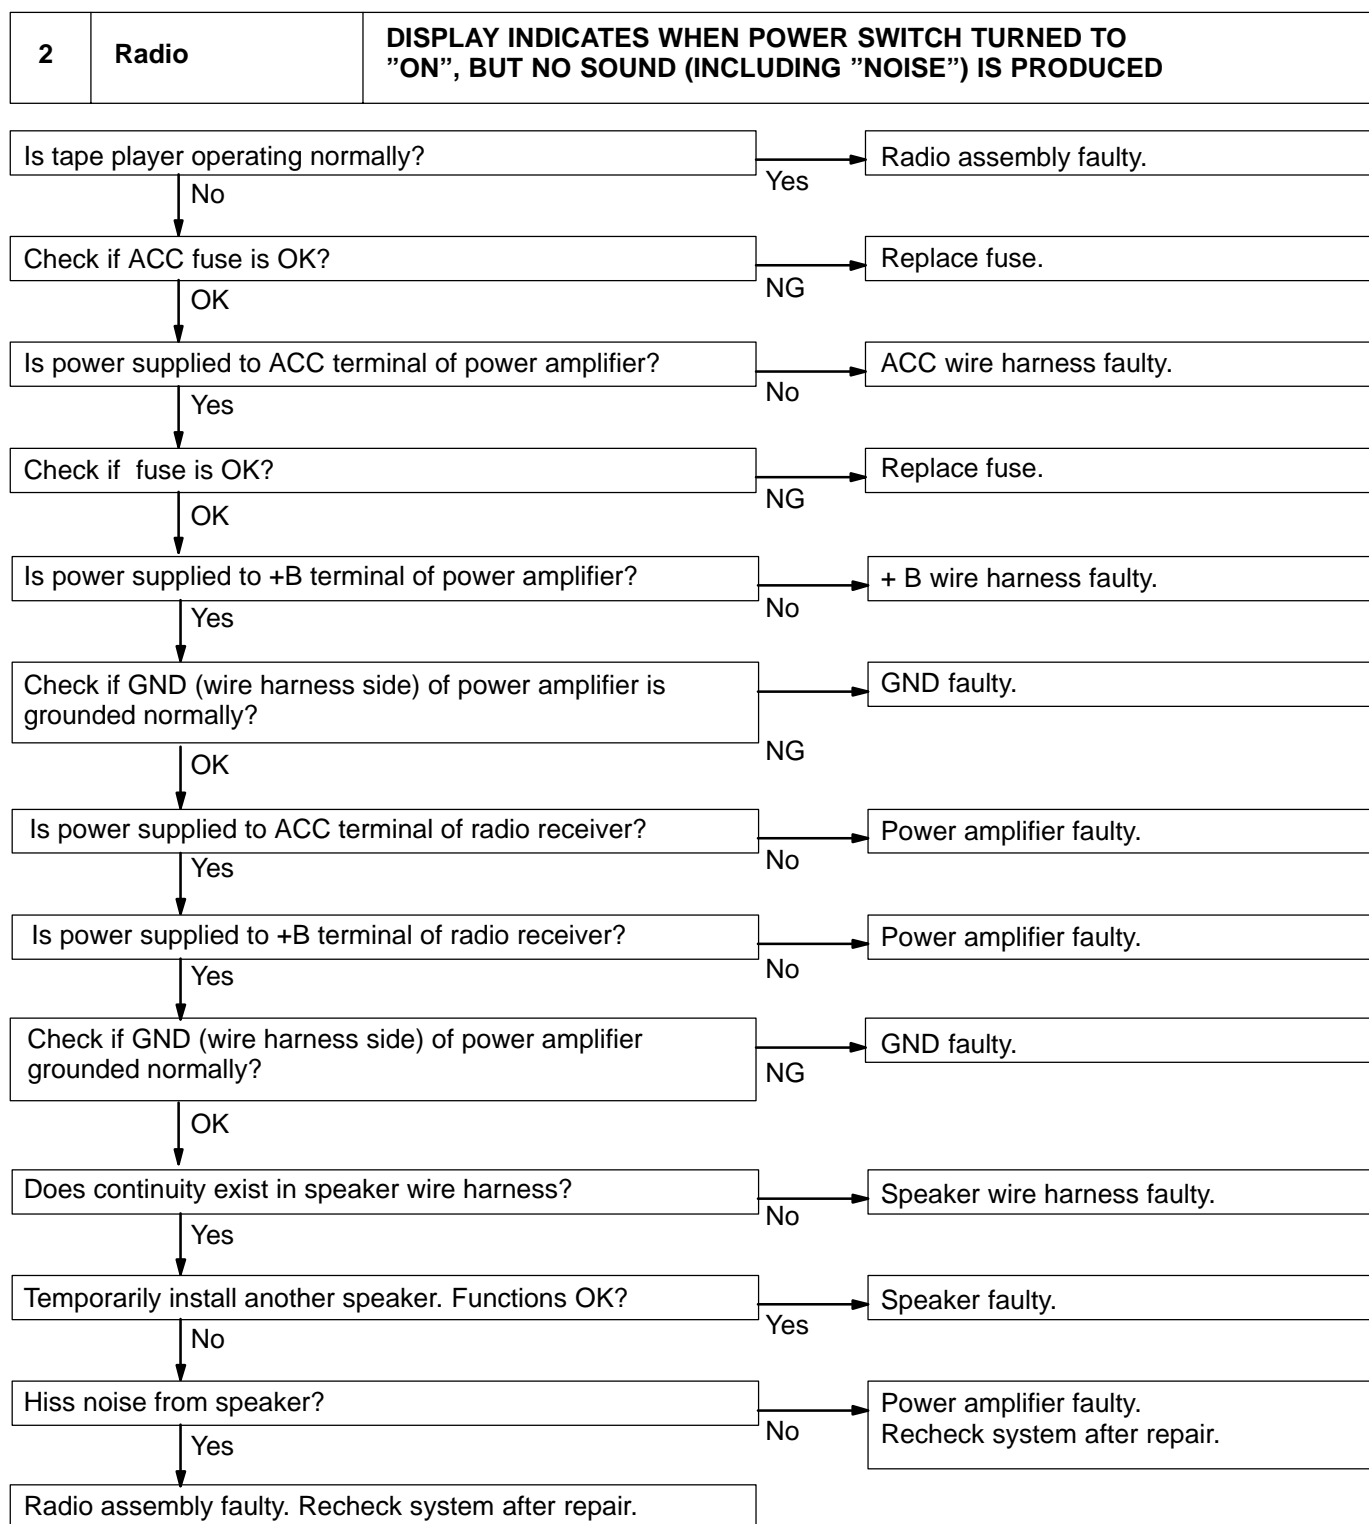 2 Radio DISPLAY INDICATES WHEN POWER SWITCH TURNED TO
”ON”, BUT NO SOUND (INCLUDING ”NOISE”) IS PRODUCED
Is tape player operating normally?
Yes
Radio assembly faulty.
No
Check if ACC fuse is OK?
NG
Replace fuse.
OK
Is power supplied to ACC terminal of power amplifier?
No
ACC wire harness faulty.
Yes
Check if fuse is OK?
NG
Replace fuse.
OK
Is power supplied to +B terminal of power amplifier?
No
+ B wire harness faulty.
Yes
Check if GND (wire harness side) of power amplifier is
grounded normally?
NG
GND faulty.
OK
Is power supplied to ACC terminal of radio receiver?
No
Power amplifier faulty.
Yes
Is power supplied to +B terminal of radio receiver?
No
Power amplifier faulty.
Yes
Check if GND (wire harness side) of power amplifier
grounded normally?
NG
GND faulty.
OK
Does continuity exist in speaker wire harness?
No
Speaker wire harness faulty.
Yes
Temporarily install another speaker. Functions OK?
Yes
Speaker faulty.
No
Hiss noise from speaker?
No
Power amplifier faulty.
Recheck system after repair.
Yes
Radio assembly faulty. Recheck system after repair.